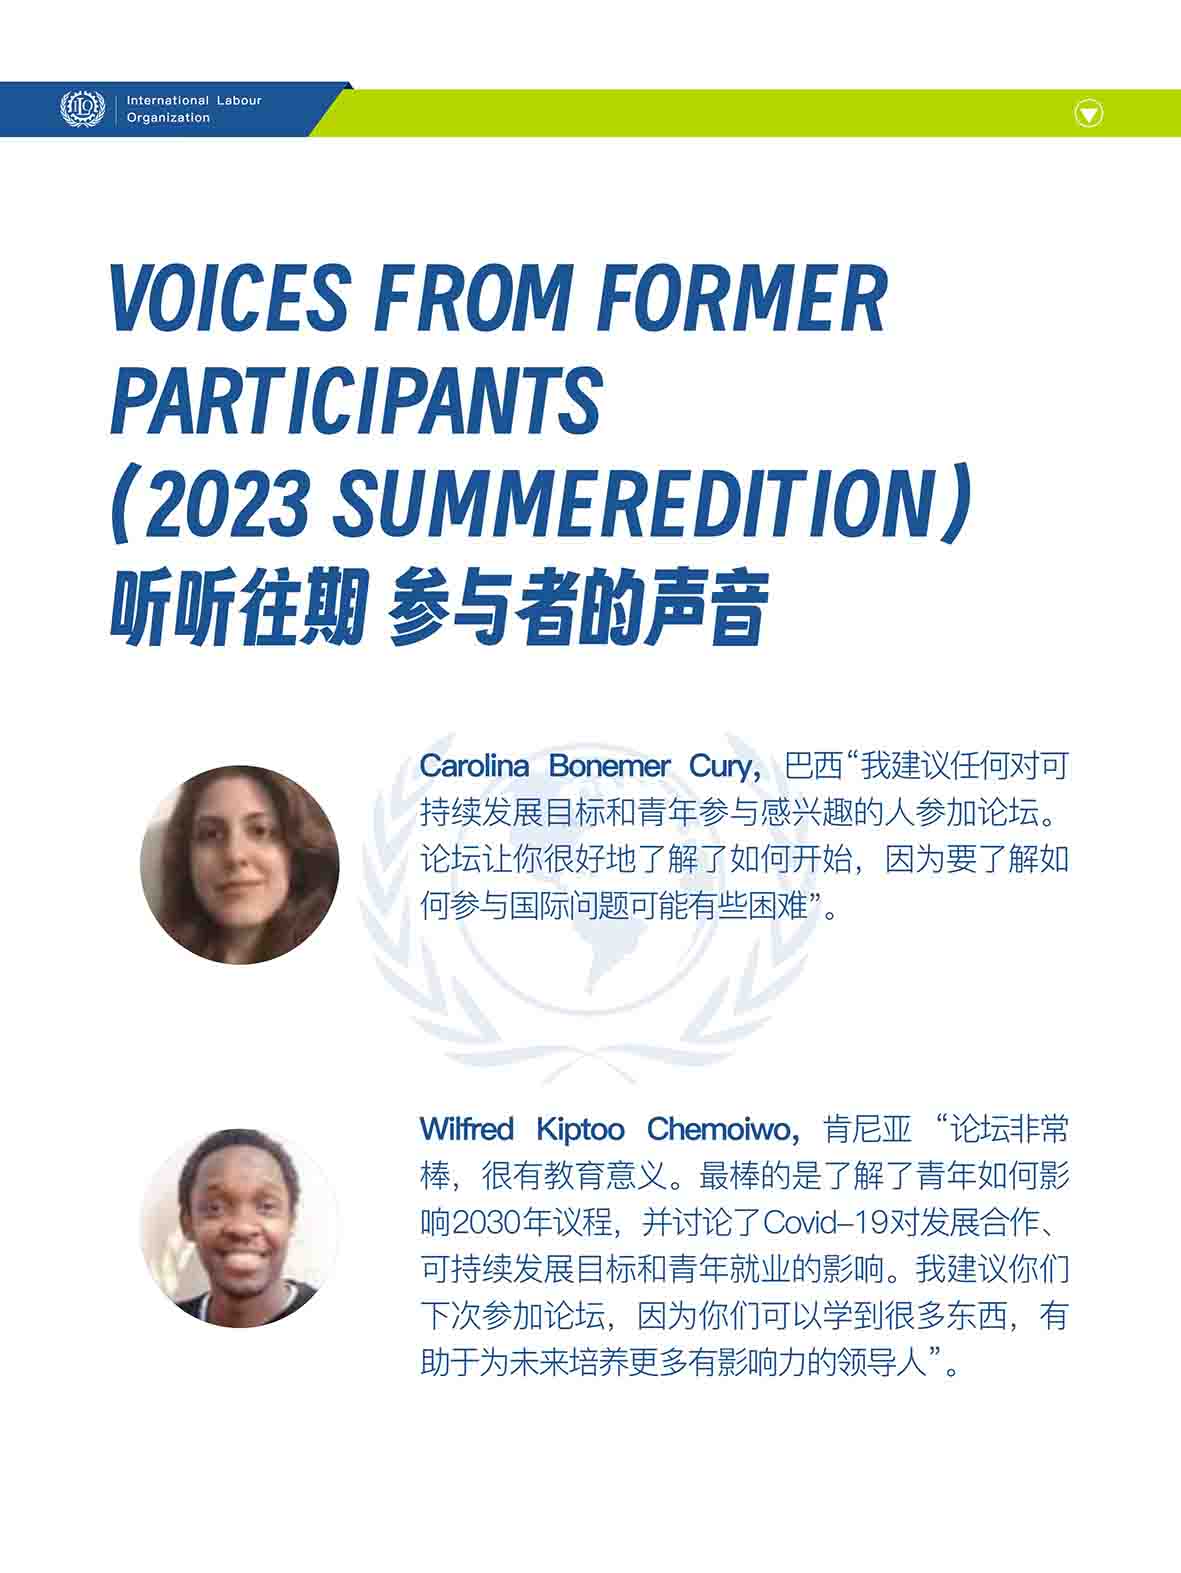 International Labour
Organization
VOICES FROM FORMER
PARTICIPANTS
(2023 SUMMEREDITION)
听听往期 参与者的声音
Carolina Bonemer Cury，巴西“我建议任何对可
持续发展目标和青年参与感兴趣的人参加论坛。
论坛让你很好地了解了如何开始，因为要了解如
何参与国际问题可能有些困难”。
Wilfred Kiptoo Chemoiwo，肯尼亚 “论坛非常
棒，很有教育意义。最棒的是了解了青年如何影
响2030年议程，并讨论了Covid–19对发展合作、
可持续发展目标和青年就业的影响。我建议你们
下次参加论坛，因为你们可以学到很多东西，有
助于为未来培养更多有影响力的领导人”。